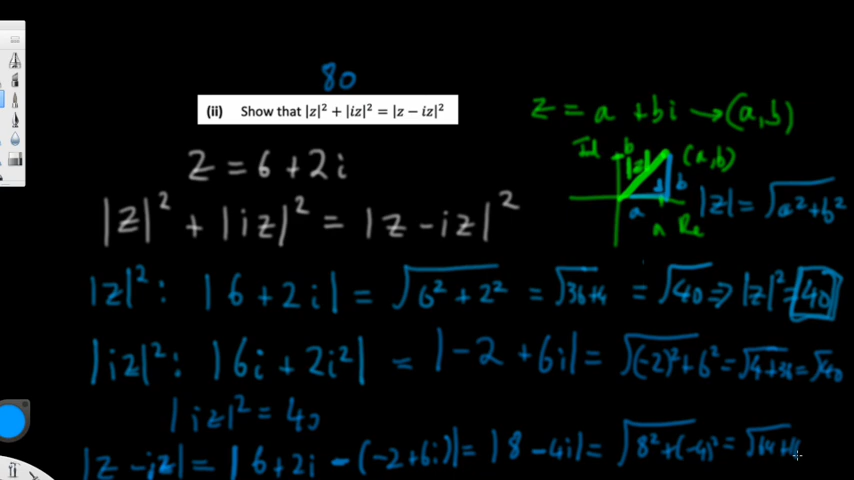 80
(ii) Show that |z|² + |iz|² = |z − iz|²
z = a + bi → (a,b)
Im b (a,b)
|z|
b
a
a Re
|z| = √a² + b²
z = 6 + 2i
|z|² + |iz|² = |z - iz|²
|z|² : |6 + 2i| = √6² + 2² = √36+4 = √40 ⇒ |z|² = 40
|iz|² : |6i + 2i²| = |-2 + 6i| = √(-2)² + 6² = √4+36 = √40
|iz|² = 40
|z - iz| = |6+2i - (-2+6i)| = |8 - 4i| = √8² + (-4)² = √64+